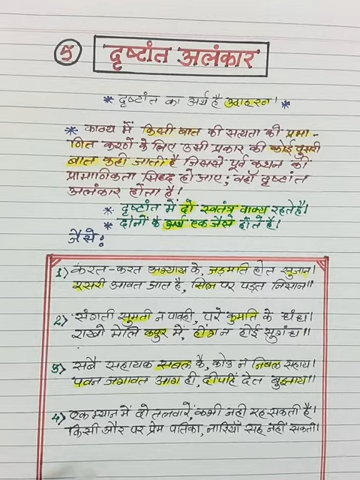 5 दृष्टांत अलंकार
* दृष्टांत का अर्थ है उदाहरण। *
* काव्य में किसी बात की सत्यता को प्रमा-
णित करने के लिए उसी प्रकार की कोई दूसरी
बात कही जाती है जिससे पूर्व कथन की
प्रामाणिकता सिद्ध हो जाए; वहाँ दृष्टांत
अलंकार होता है।
* दृष्टांत में दो स्वतंत्र वाक्य रहते हैं।
* दोनों के अर्थ एक जैसे होते हैं।
जैसे:
1) करत-करत अभ्यास के, जड़मति होत सुजान।
रसरी आवत जात है, सिल पर पड़त निसान॥
2) संगती सुमती न पावही, परे कुमति के धंध।
राखो मेलि कपुर में, हींग न होई सुगंध॥
3) सबै सहायक सबल के, कोउ न निबल सहाय।
पवन जगावत आग ही, दीपहिं देत बुझाय॥
4) एक म्यान में दो तलवारें, कभी नहीं रह सकती है।
किसी और पर प्रेम पतिका, नारियाँ सह नहीं सकती।